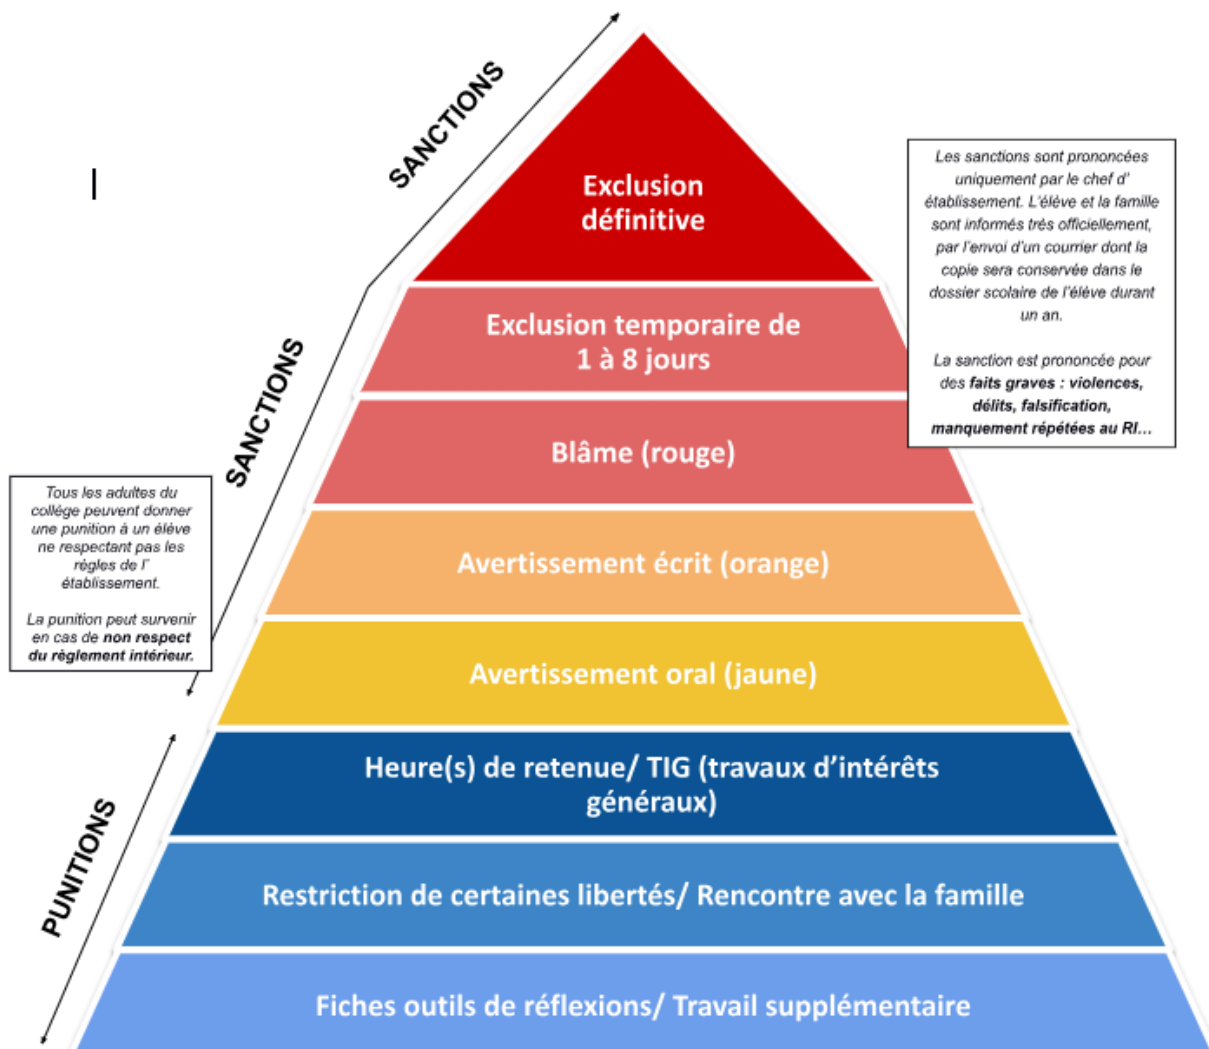 SANCTIONS
Exclusion
définitive
Les sanctions sont prononcées
uniquement par le chef d'
établissement. L'élève et la famille
sont informés très officiellement,
par l'envoi d'un courrier dont la
copie sera conservée dans le
dossier scolaire de l'élève durant
un an.
La sanction est prononcée pour
des faits graves : violences,
délits, falsification,
manquement répétées au RI...
SANCTIONS
Exclusion temporaire de
1 à 8 jours
Blâme (rouge)
Tous les adultes du
collège peuvent donner
une punition à un élève
ne respectant pas les
règles de l'
établissement.
La punition peut survenir
en cas de non respect
du règlement intérieur.
Avertissement écrit (orange)
Avertissement oral (jaune)
PUNITIONS
Heure(s) de retenue/ TIG (travaux d'intérêts
généraux)
Restriction de certaines libertés/ Rencontre avec la famille
Fiches outils de réflexions/ Travail supplémentaire